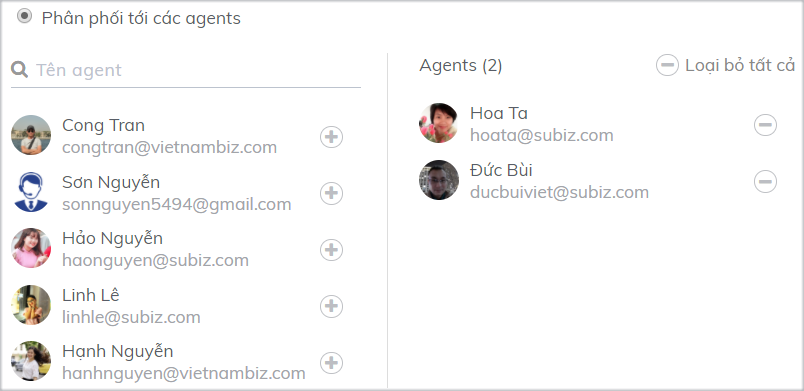 Phân phối tới các agents
Tên agent
Cong Tran
congtran@vietnambiz.com
Sơn Nguyễn
sonnguyen5494@gmail.com
Hảo Nguyễn
haonguyen@subiz.com
Linh Lê
linhle@subiz.com
Hạnh Nguyễn
hanhnguyen@vietnambiz.com
Agents (2)
Loại bỏ tất cả
Hoa Ta
hoata@subiz.com
Đức Bùi
ducbuiviet@subiz.com